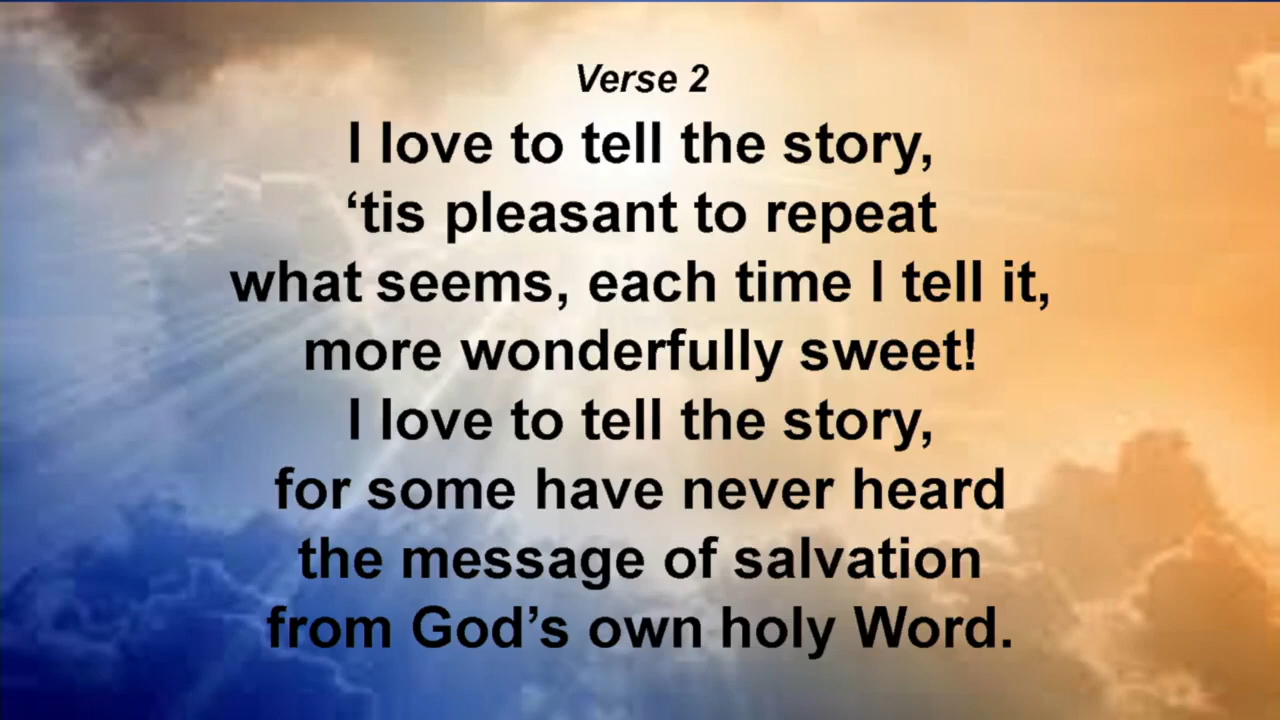 Verse 2
I love to tell the story,
‘tis pleasant to repeat
what seems, each time I tell it,
more wonderfully sweet!
I love to tell the story,
for some have never heard
the message of salvation
from God’s own holy Word.